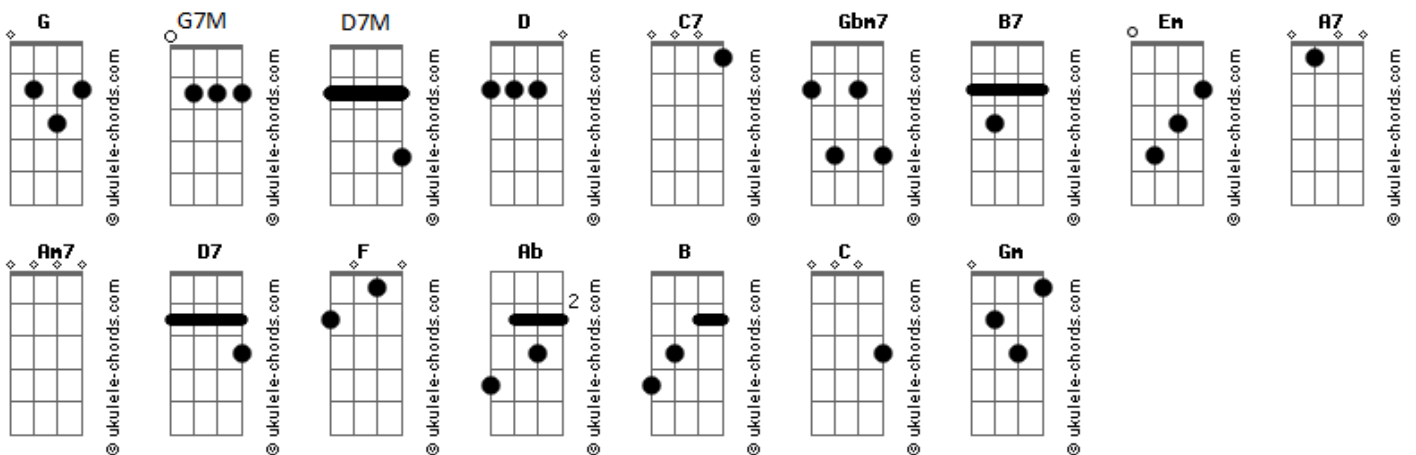 G G7M D7M D C7 Gbm7 B7 Em A7
© ukulele-chords.com © ukulele-chords.com © ukulele-chords.com © ukulele-chords.com © ukulele-chords.com © ukulele-chords.com © ukulele-chords.com © ukulele-chords.com © ukulele-chords.com
Am7 D7 F Ab B C Gm
2
© ukulele-chords.com © ukulele-chords.com © ukulele-chords.com © ukulele-chords.com © ukulele-chords.com © ukulele-chords.com © ukulele-chords.com